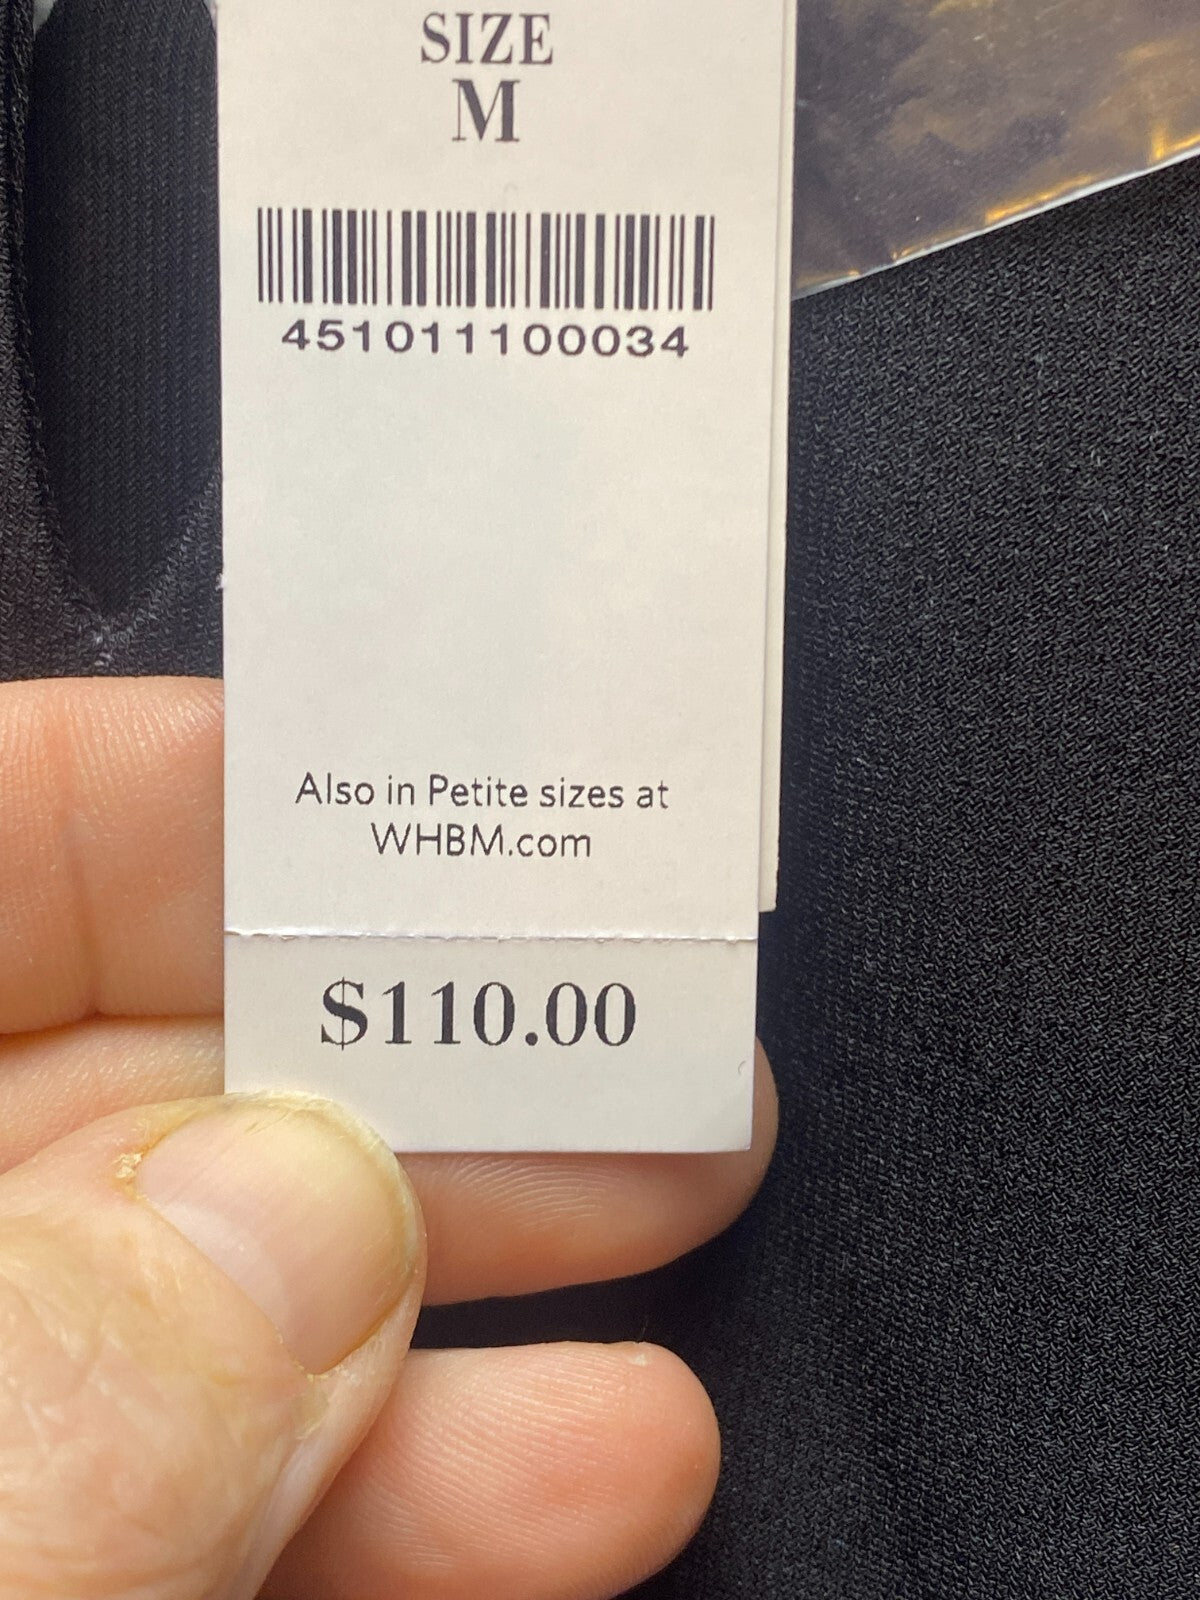 SIZE
M
451011100034
Also in Petite sizes at
WHBM.com
$110.00